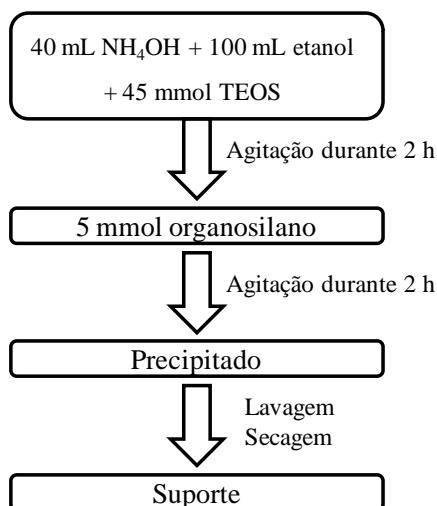 40 mL NH₄OH + 100 mL etanol
+ 45 mmol TEOS
Agitação durante 2 h
5 mmol organosilano
Agitação durante 2 h
Precipitado
Lavagem
Secagem
Suporte